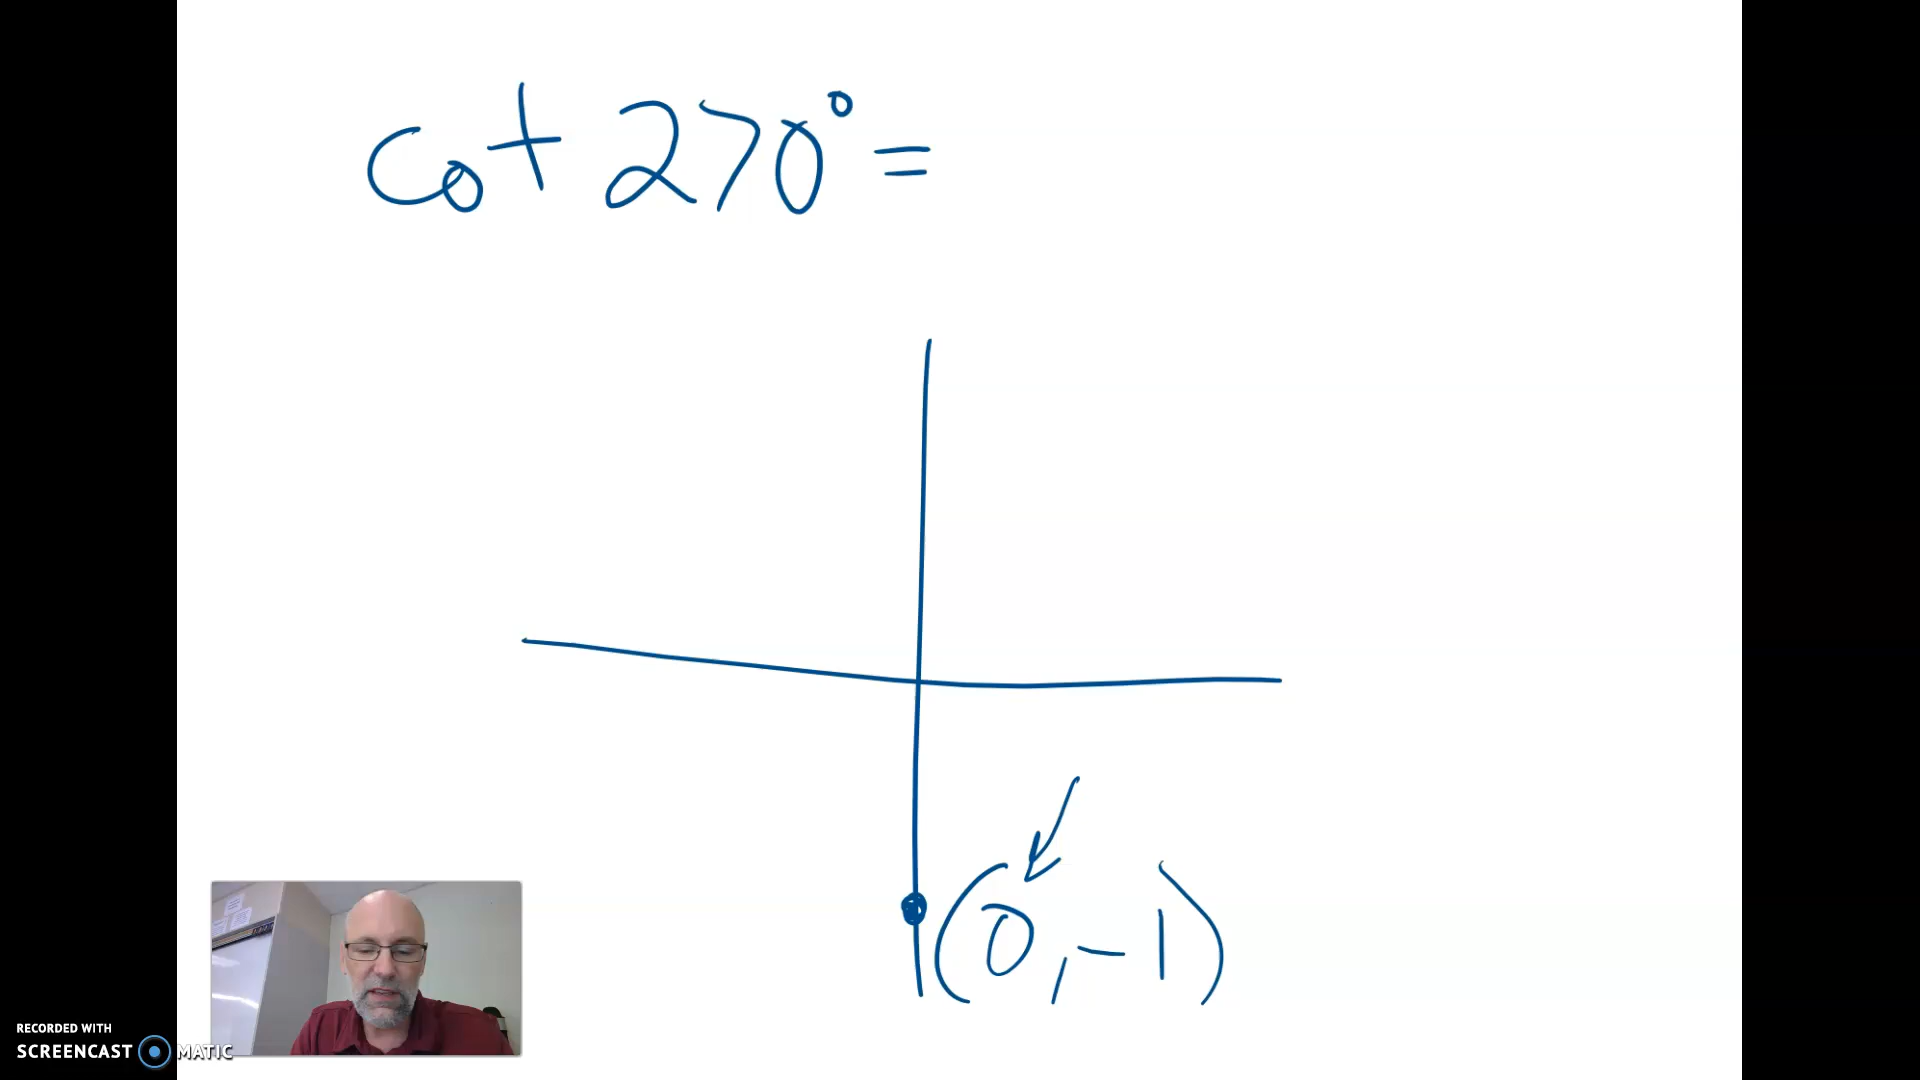 cot 270° =
(0, -1)
RECORDED WITH
SCREENCAST MATIC